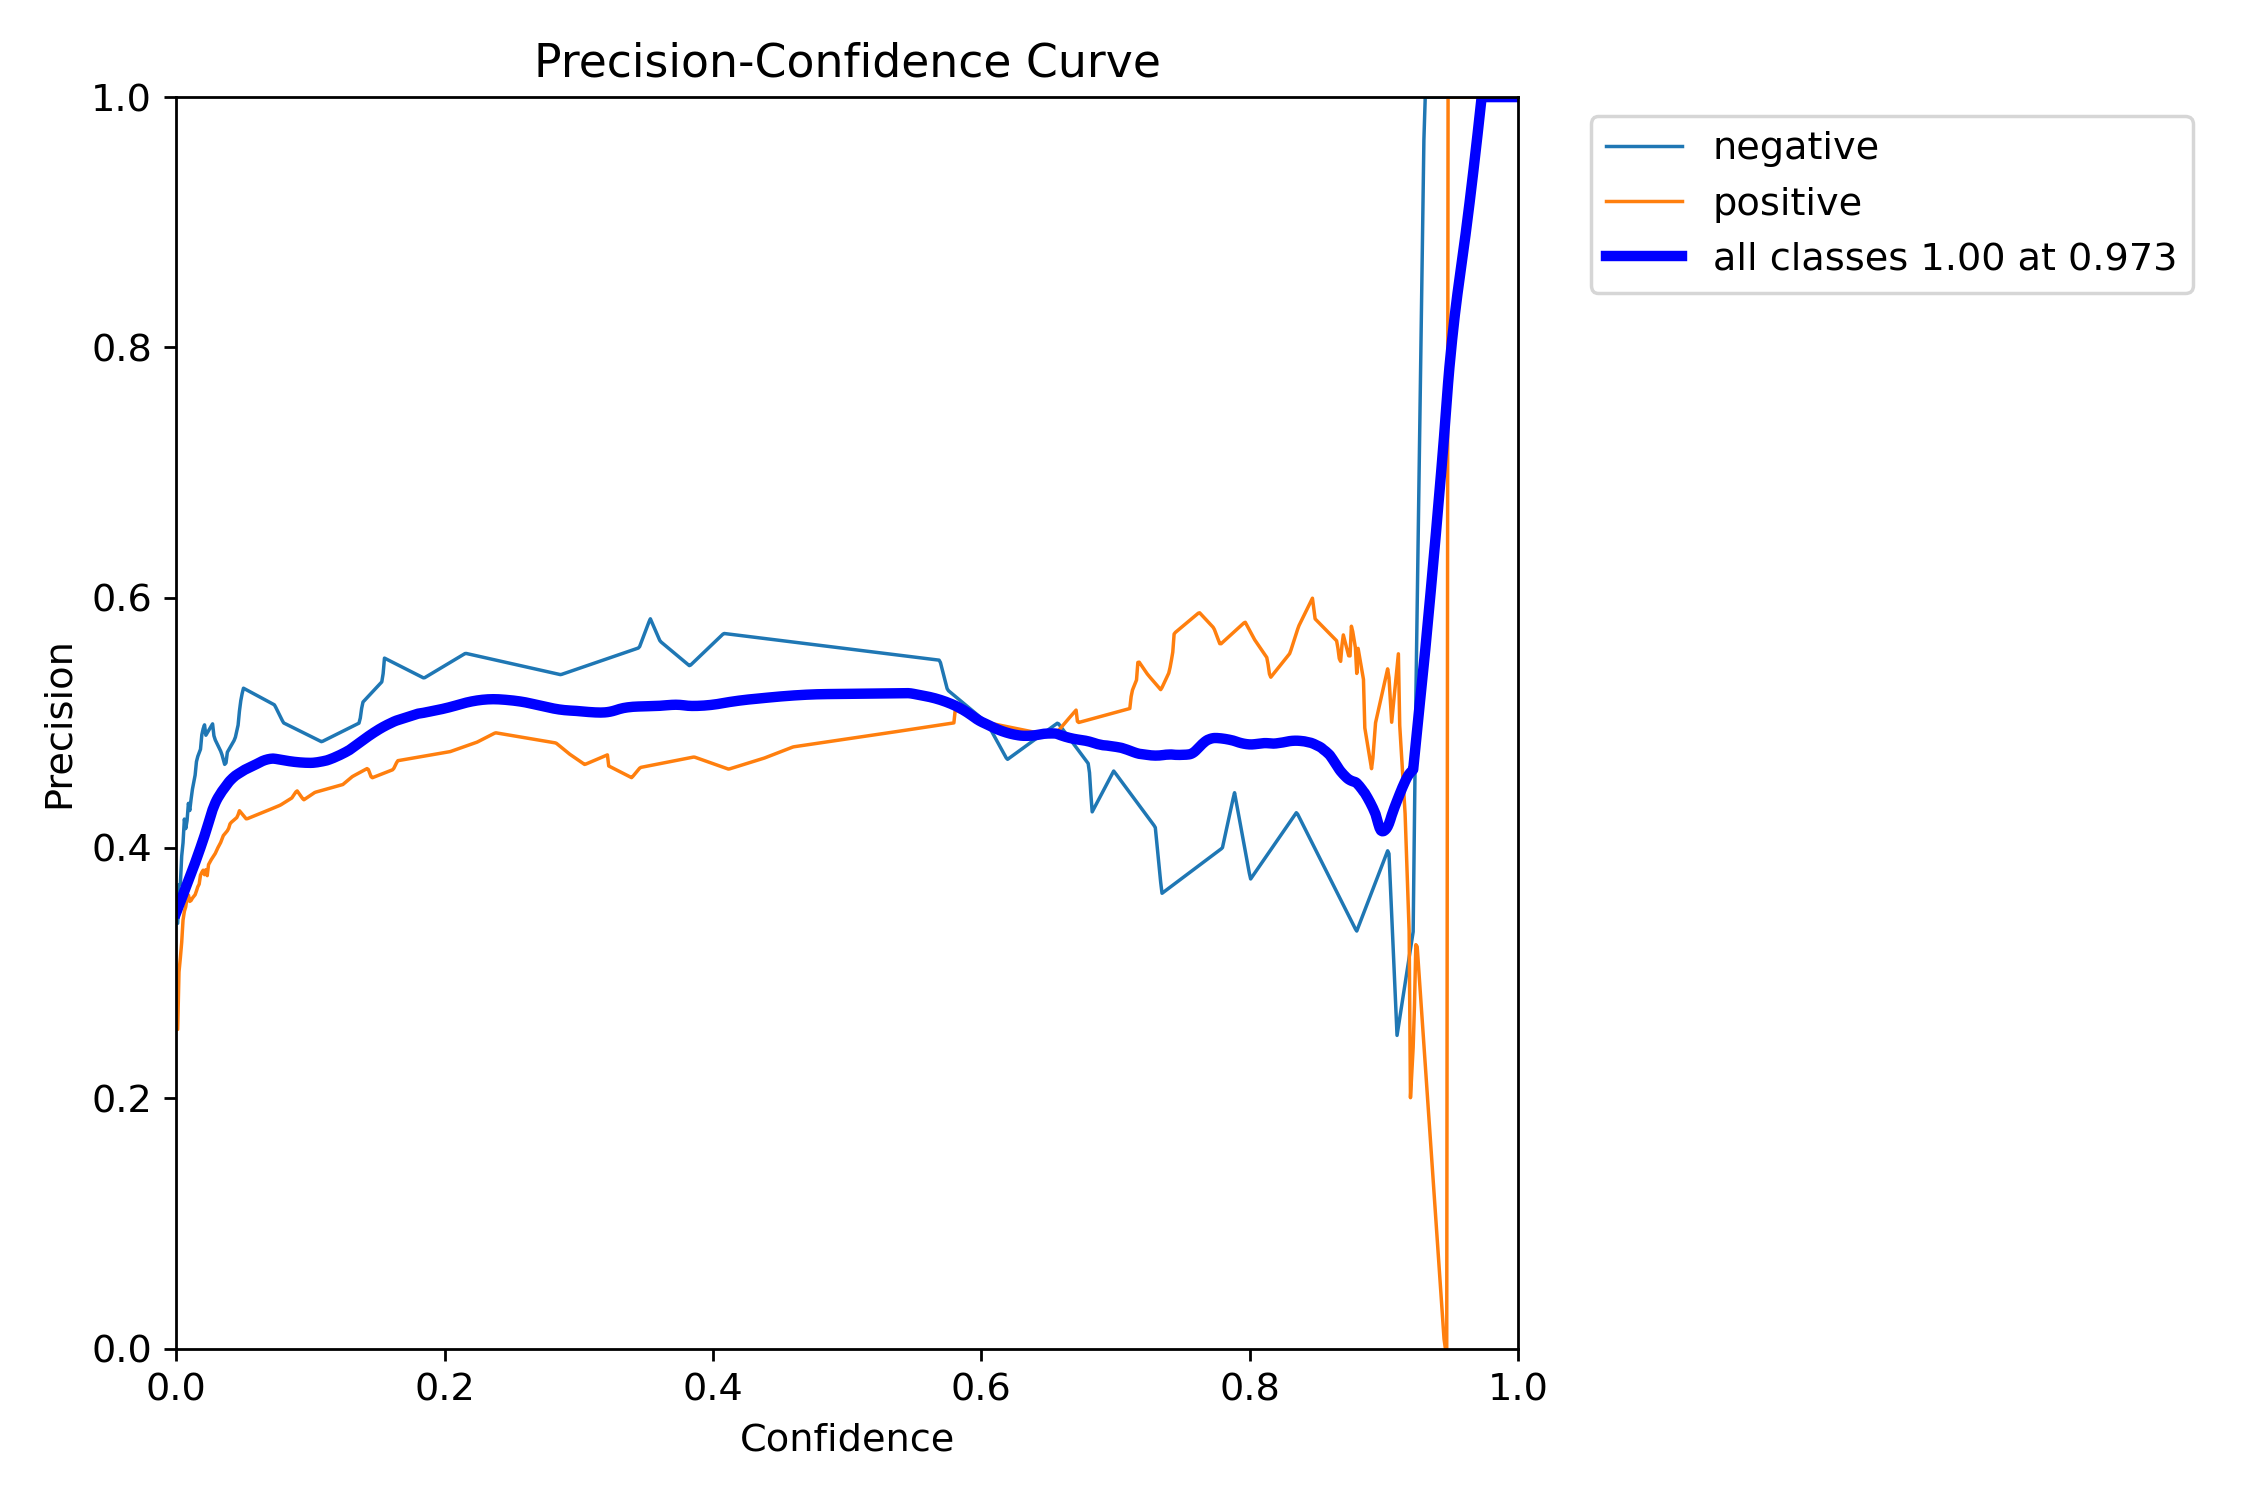 Precision-Confidence Curve
1.0
0.8
0.6
0.4
0.2
0.0
Precision
0.0 0.2 0.4 0.6 0.8 1.0
Confidence
negative
positive
all classes 1.00 at 0.973